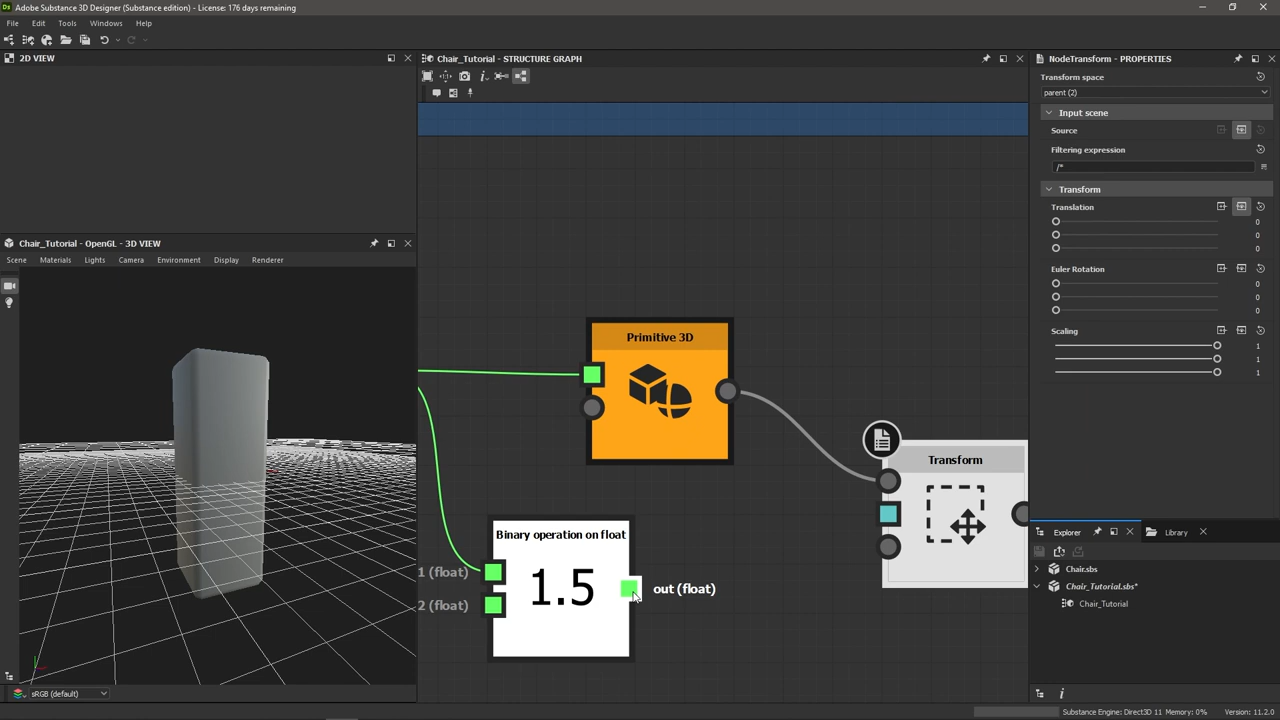 Adobe Substance 3D Designer (Substance edition) - License: 176 days remaining
File Edit Tools Windows Help
2D VIEW
Chair_Tutorial - OpenGL - 3D VIEW
Scene Materials Lights Camera Environment Display Renderer
sRGB (default)
Chair_Tutorial - STRUCTURE GRAPH
Primitive 3D
Transform
Binary operation on float
1 (float)
1.5
out (float)
2 (float)
NodeTransform - PROPERTIES
Transform space
parent (2)
Input scene
Source
Filtering expression
/*
Transform
Translation
0
0
0
Euler Rotation
0
0
0
Scaling
1
1
1
Explorer
Library
Chair.sbs
Chair_Tutorial.sbs*
Chair_Tutorial
Substance Engine: Direct3D 11 Memory: 0% Version: 11.2.0